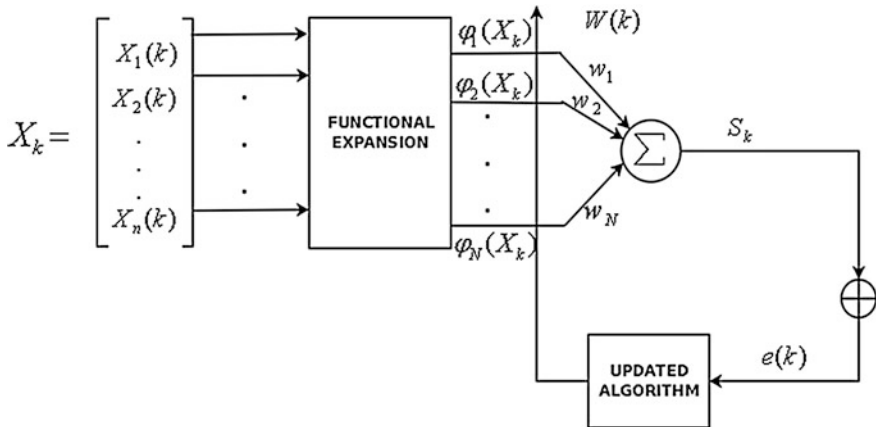 X_k =
X_1(k)
X_2(k)
X_n(k)
FUNCTIONAL
EXPANSION
φ_1(X_k)
φ_2(X_k)
φ_N(X_k)
W(k)
w_1
w_2
w_N
Σ
S_k
e(k)
UPDATED
ALGORITHM